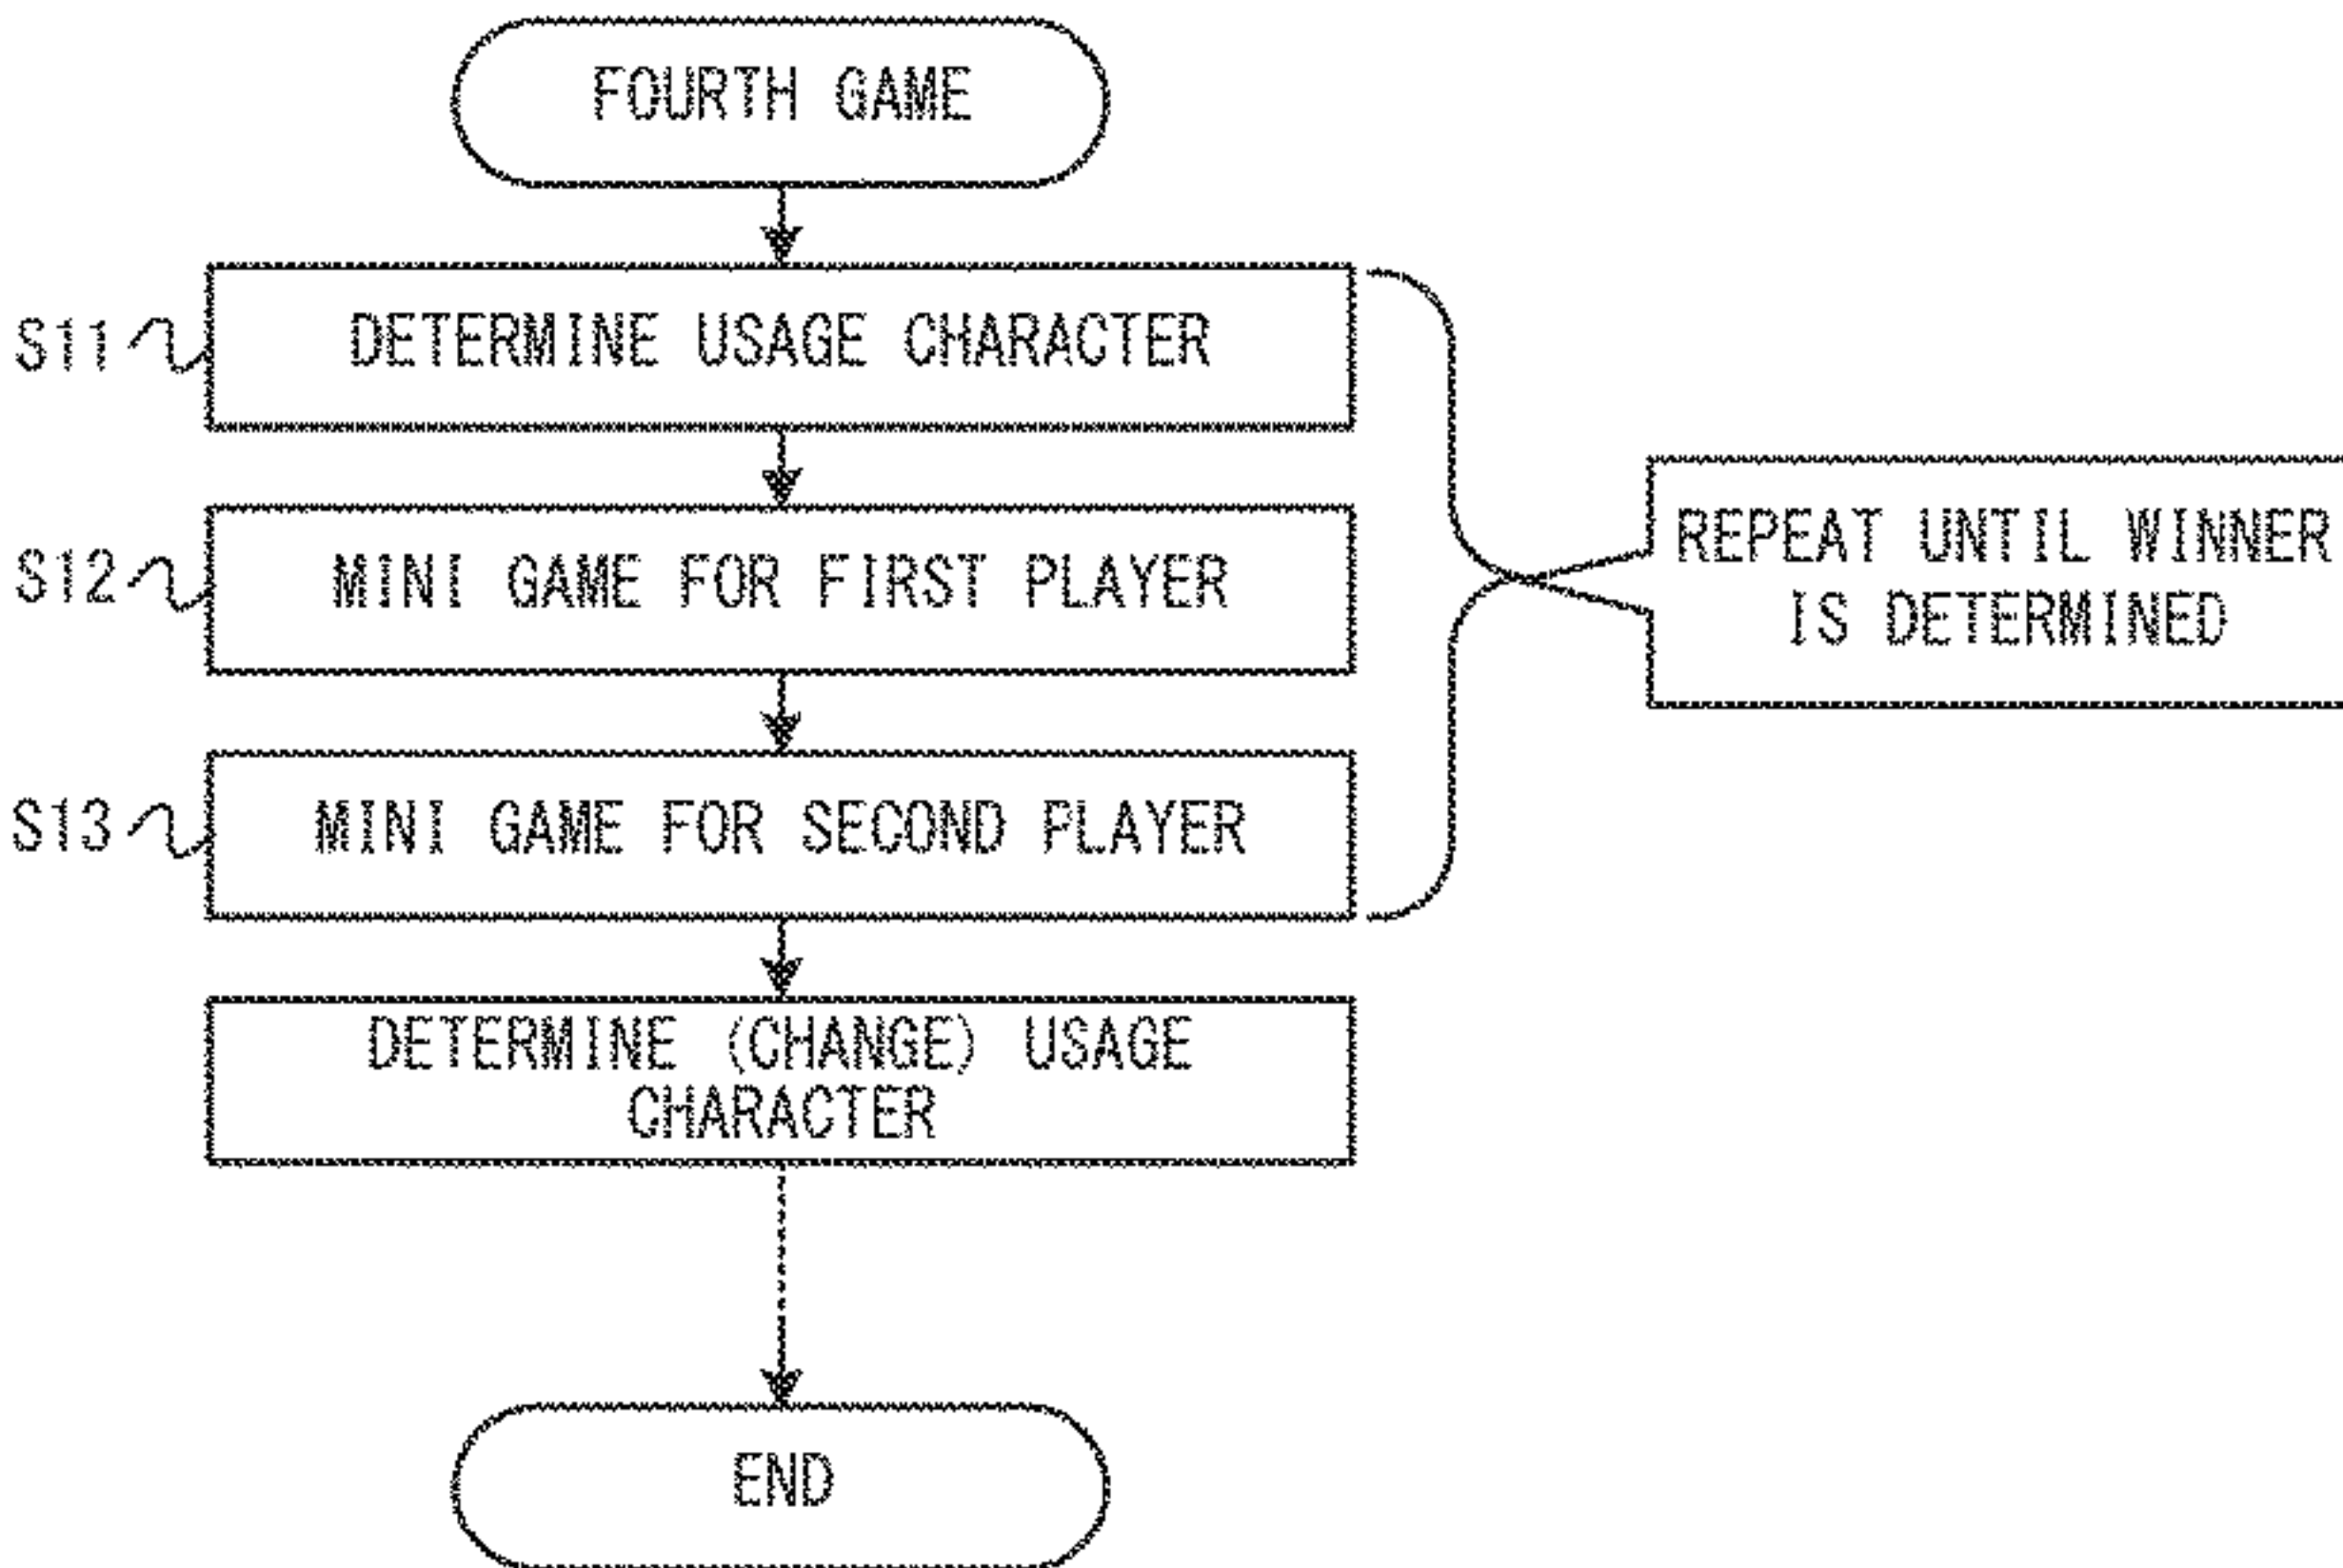 FOURTH GAME
S11
DETERMINE USAGE CHARACTER
S12
MINI GAME FOR FIRST PLAYER
REPEAT UNTIL WINNER
IS DETERMINED
S13
MINI GAME FOR SECOND PLAYER
DETERMINE (CHANGE) USAGE
CHARACTER
END